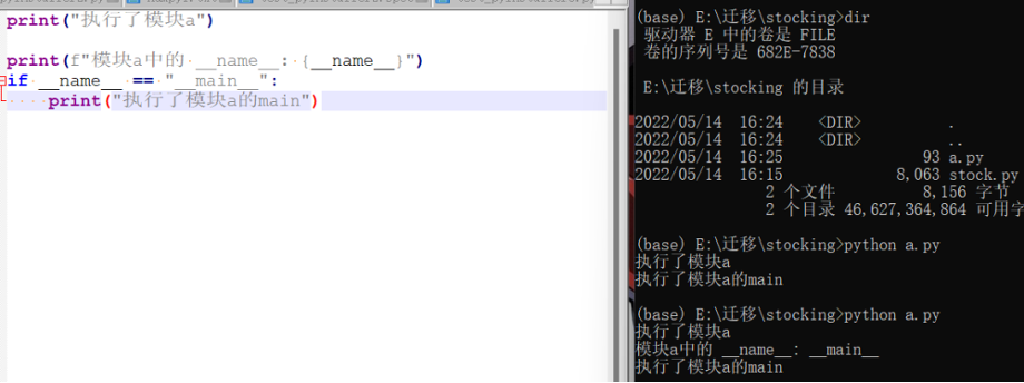 print("执行了模块a")
print(f"模块a中的 __name__: {__name__}")
if __name__ == "__main__":
print("执行了模块a的main")
(base) E:\迁移\stocking>dir
驱动器 E 中的卷是 FILE
卷的序列号是 682E-7838
E:\迁移\stocking 的目录
2022/05/14 16:24 <DIR> .
2022/05/14 16:24 <DIR> ..
2022/05/14 16:25 93 a.py
2022/05/14 16:15 8,063 stock.py
2 个文件 8,156 字节
2 个目录 46,627,364,864 可用字
(base) E:\迁移\stocking>python a.py
执行了模块a
执行了模块a的main
(base) E:\迁移\stocking>python a.py
执行了模块a
模块a中的 __name__: __main__
执行了模块a的main